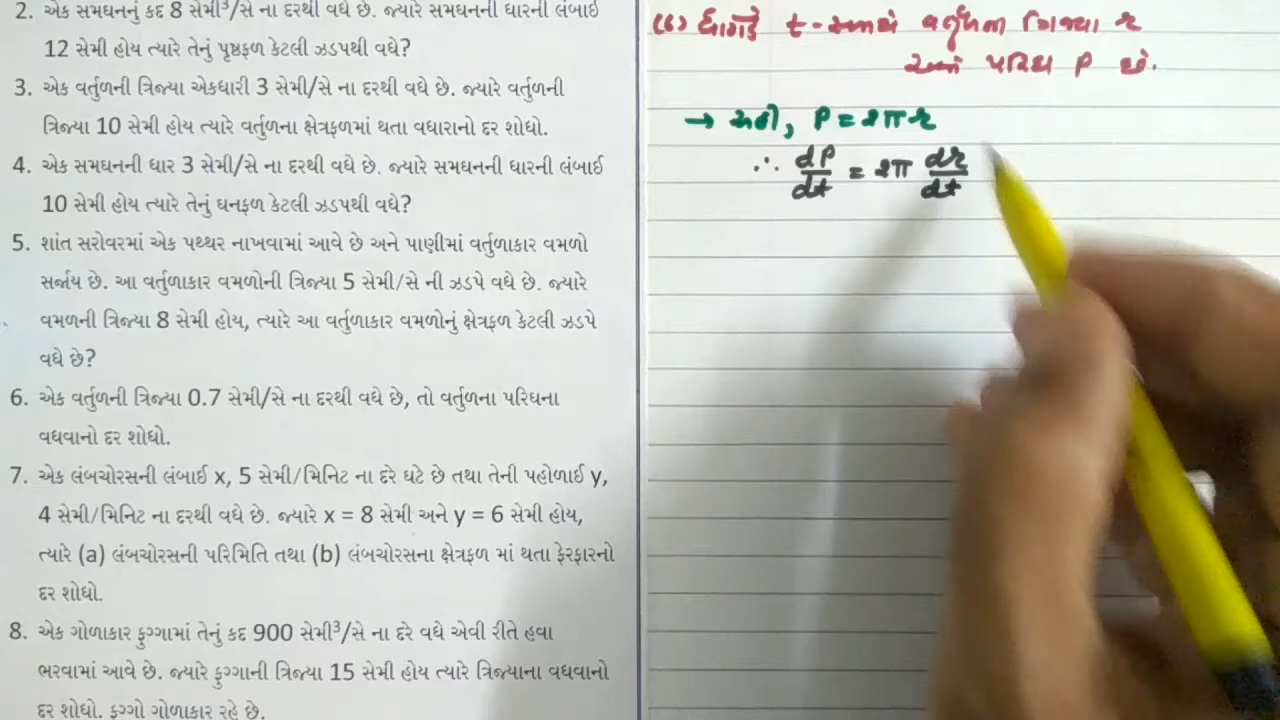 2. એક સમઘનનું કદ 8 સેમી³/સે ના દરથી વધે છે. જ્યારે સમઘનની ધારની લંબાઈ
12 સેમી હોય ત્યારે તેનું પૃષ્ઠફળ કેટલી ઝડપથી વધે?
3. એક વર્તુળની ત્રિજ્યા એકધારી 3 સેમી/સે ના દરથી વધે છે. જ્યારે વર્તુળની
ત્રિજ્યા 10 સેમી હોય ત્યારે વર્તુળના ક્ષેત્રફળમાં થતા વધારાનો દર શોધો.
4. એક સમઘનની ધાર 3 સેમી/સે ના દરથી વધે છે. જ્યારે સમઘનની ધારની લંબાઈ
10 સેમી હોય ત્યારે તેનું ઘનફળ કેટલી ઝડપથી વધે?
5. શાંત સરોવરમાં એક પથ્થર નાખવામાં આવે છે અને પાણીમાં વર્તુળાકાર વમળો
સર્જાય છે. આ વર્તુળાકાર વમળોની ત્રિજ્યા 5 સેમી/સે ની ઝડપે વધે છે. જ્યારે
વમળની ત્રિજ્યા 8 સેમી હોય, ત્યારે આ વર્તુળાકાર વમળોનું ક્ષેત્રફળ કેટલી ઝડપે
વધે છે?
6. એક વર્તુળની ત્રિજ્યા 0.7 સેમી/સે ના દરથી વધે છે, તો વર્તુળના પરિઘના
વધવાનો દર શોધો.
7. એક લંબચોરસની લંબાઈ x, 5 સેમી/મિનિટ ના દરે ઘટે છે તથા તેની પહોળાઈ y,
4 સેમી/મિનિટ ના દરથી વધે છે. જ્યારે x = 8 સેમી અને y = 6 સેમી હોય,
ત્યારે (a) લંબચોરસની પરિમિતિ તથા (b) લંબચોરસના ક્ષેત્રફળ માં થતા ફેરફારનો
દર શોધો.
8. એક ગોળાકાર ફુગ્ગામાં તેનું કદ 900 સેમી³/સે ના દરે વધે એવી રીતે હવા
ભરવામાં આવે છે. જ્યારે ફુગ્ગાની ત્રિજ્યા 15 સેમી હોય ત્યારે ત્રિજ્યાના વધવાનો
દર શોધો. ફુગ્ગો ગોળાકાર રહે છે.
(૬) ધારોકે t-સમયે વર્તુળની ત્રિજ્યા r
અને પરિઘ P છે.
→ અહીં, P = ૨πr
∴ dP/dt = ૨π dr/dt